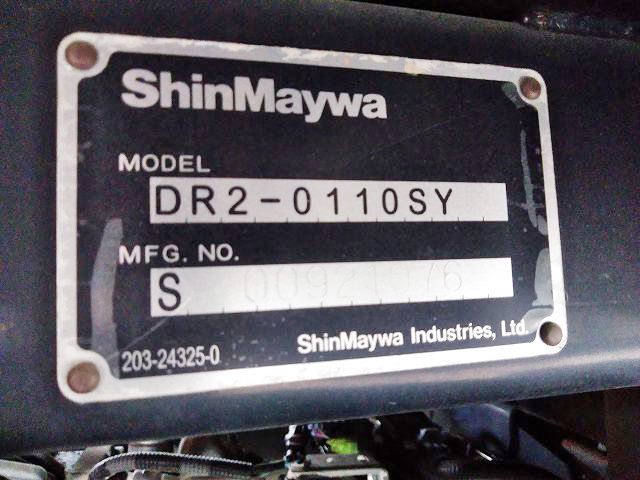 ShinMaywa
MODEL
DR2-0110SY
MFG. NO.
S
ShinMaywa Industries, Ltd.
203-24325-0